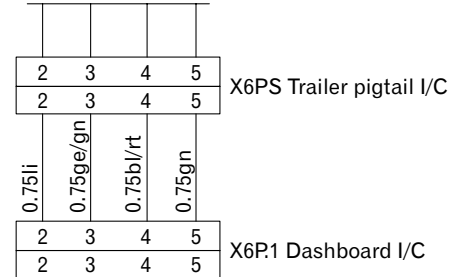 2 3 4 5
2 3 4 5
X6PS Trailer pigtail I/C
0.75li
0.75ge/gn
0.75bl/rt
0.75gn
2 3 4 5
2 3 4 5
X6P.1 Dashboard I/C